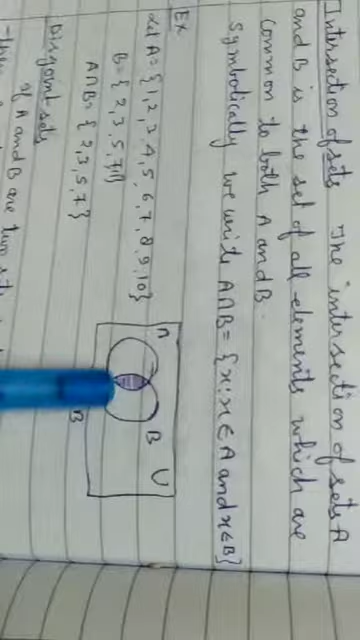 Intersection of sets The intersection of sets A
and B is the set of all elements which are
common to both A and B.
Symbolically we write A∩B = {x: x ∈ A and x ∈ B}
Ex
Let A = {1, 2, 3, 4, 5, 6, 7, 8, 9, 10}
B = {2, 3, 5, 7, 11}
A∩B = {2, 3, 5, 7}
B
U
B
Disjoint sets
of A and B are two